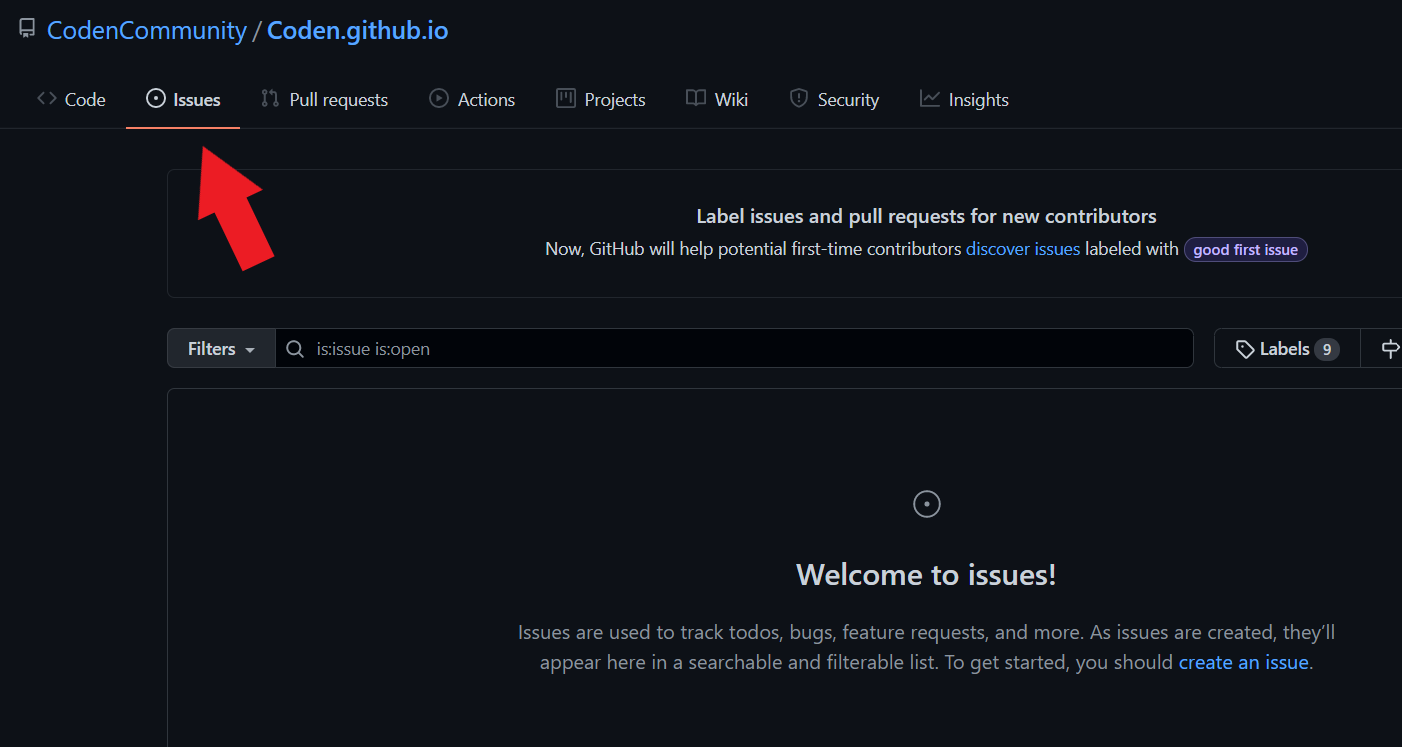 CodenCommunity / Coden.github.io
Code Issues Pull requests Actions Projects Wiki Security Insights
Label issues and pull requests for new contributors
Now, GitHub will help potential first-time contributors discover issues labeled with good first issue
Filters is:issue is:open Labels 9
Welcome to issues!
Issues are used to track todos, bugs, feature requests, and more. As issues are created, they’ll
appear here in a searchable and filterable list. To get started, you should create an issue.